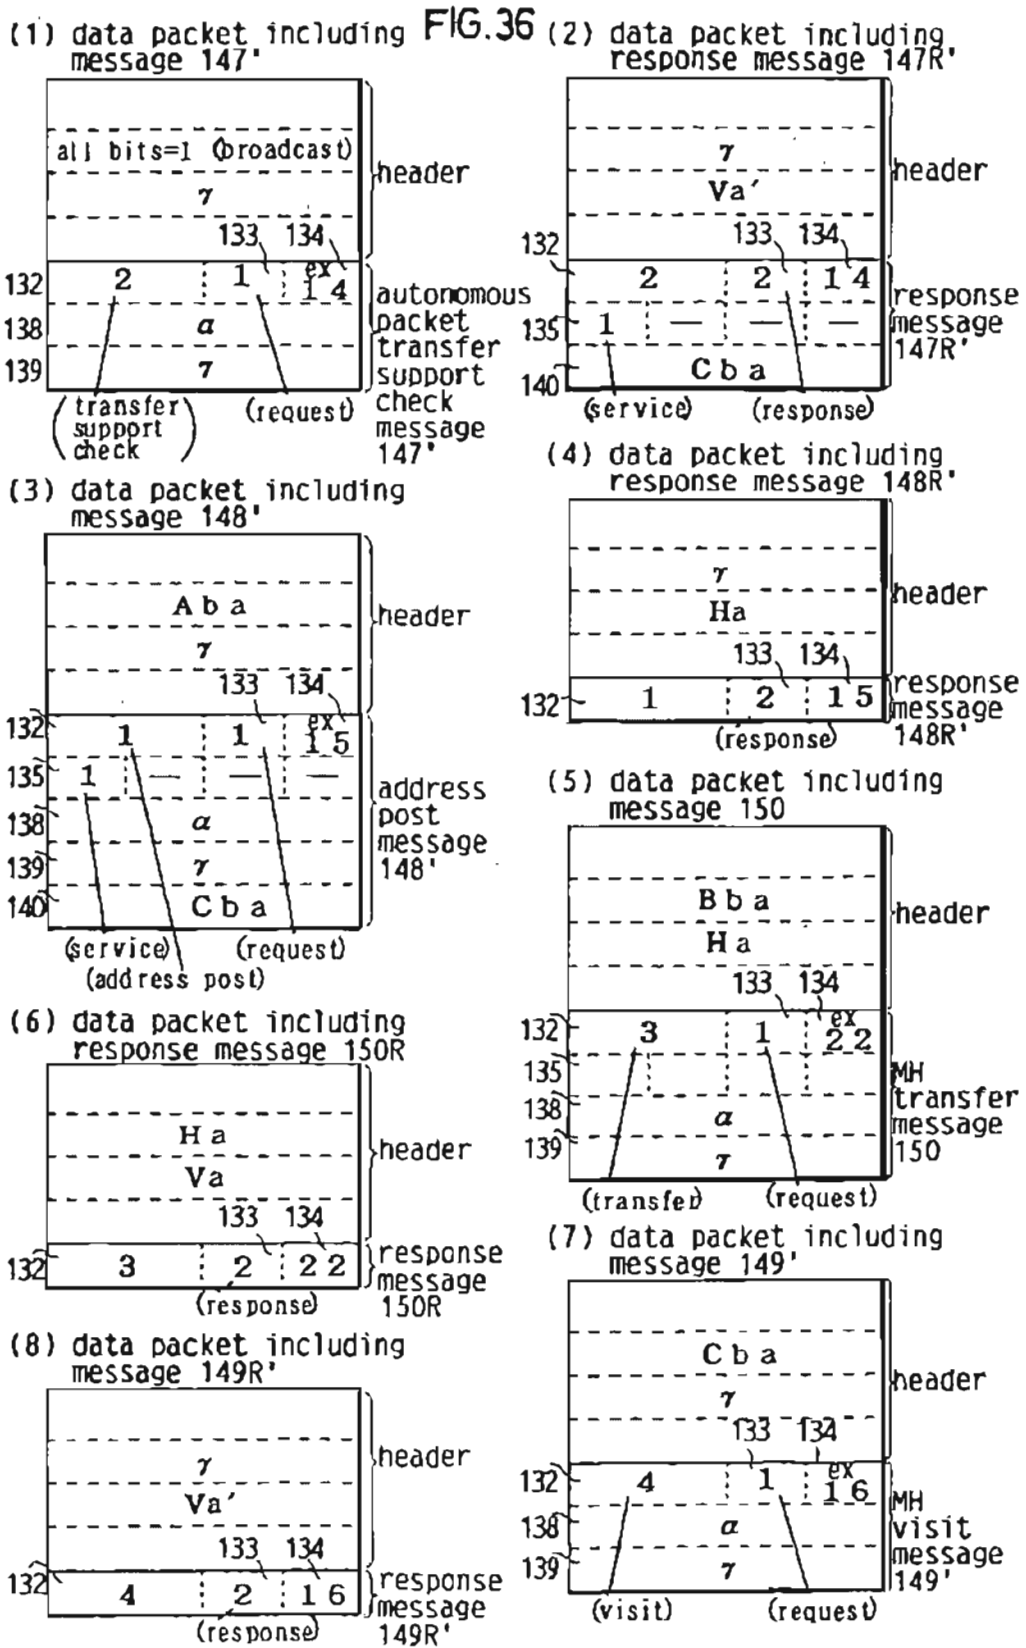 FIG.36
(1) data packet including
message 147'
all bits=1 (broadcast)
γ
header
133 134
132 2 1 ex 14
138 α
139 γ
autonomous
packet
transfer
support
check
message
147'
(transfer
support
check)
(request)
(2) data packet including
response message 147R'
γ
Va'
header
133 134
132 2 2 14
135 1 — — —
140 Cba
response
message
147R'
(service) (response)
(3) data packet including
message 148'
Aba
γ
header
133 134
132 1 1 ex 15
135 1 — — —
138 α
139 γ
140 Cba
address
post
message
148'
(service) (request)
(address post)
(4) data packet including
response message 148R'
γ
Ha
header
133 134
132 1 2 15
response
message
148R'
(response)
(5) data packet including
message 150
Bba
Ha
header
133 134
132 3 1 ex 22
135
138 α
139 γ
MH
transfer
message
150
(transfer) (request)
(6) data packet including
response message 150R
Ha
Va
header
133 134
132 3 2 22
response
message
150R
(response)
(7) data packet including
message 149'
Cba
γ
header
133 134
132 4 1 ex 16
138 α
139 γ
MH
visit
message
149'
(visit) (request)
(8) data packet including
message 149R'
γ
Va'
header
133 134
132 4 2 16
response
message
149R'
(response)